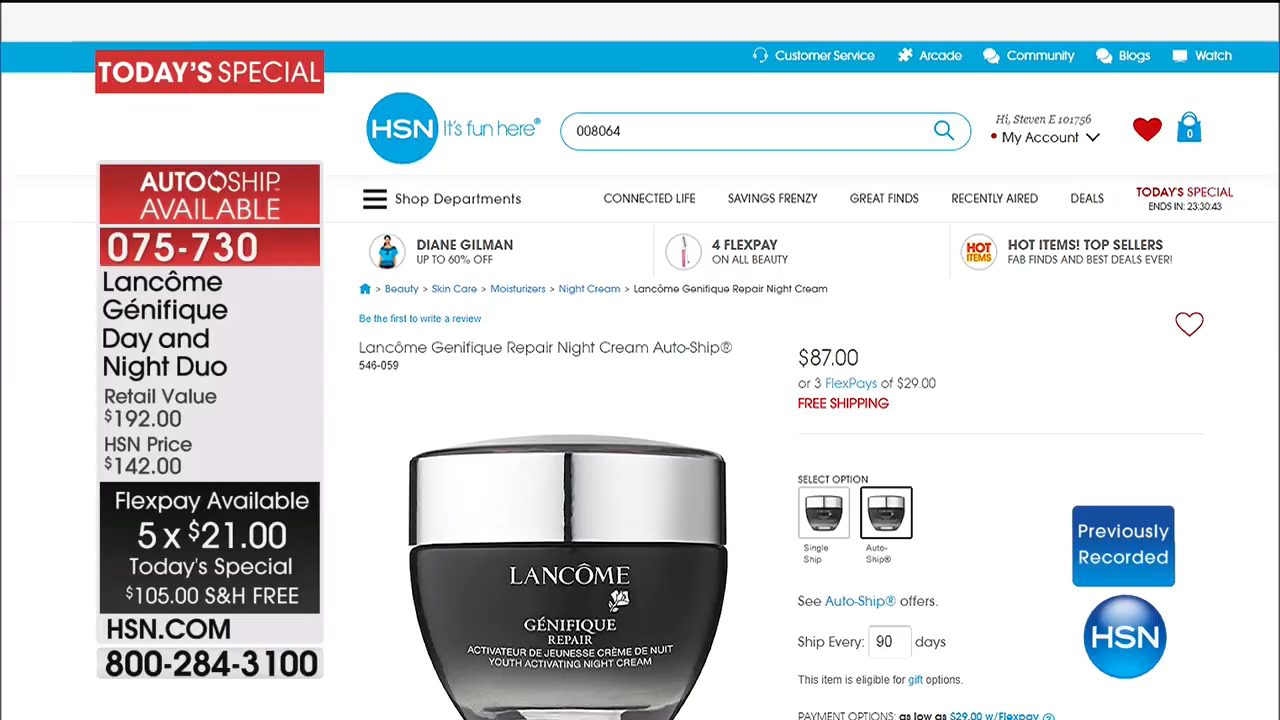 Customer Service Arcade Community Blogs Watch
TODAY'S SPECIAL
HSN It's fun here®
008064
Hi, Steven E 101756
My Account
0
AUTOSHIP™
AVAILABLE
075-730
Lancôme
Génifique
Day and
Night Duo
Retail Value
$192.00
HSN Price
$142.00
Flexpay Available
5 x $21.00
Today's Special
$105.00 S&H FREE
HSN.COM
800-284-3100
Shop Departments
CONNECTED LIFE SAVINGS FRENZY GREAT FINDS RECENTLY AIRED DEALS
TODAY'S SPECIAL
ENDS IN: 23:30:43
DIANE GILMAN
UP TO 60% OFF
4 FLEXPAY
ON ALL BEAUTY
HOT
ITEMS
HOT ITEMS! TOP SELLERS
FAB FINDS AND BEST DEALS EVER!
> Beauty > Skin Care > Moisturizers > Night Cream > Lancôme Genifique Repair Night Cream
Be the first to write a review
Lancôme Genifique Repair Night Cream Auto-Ship®
546-059
LANCÔME
GÉNIFIQUE
REPAIR
ACTIVATEUR DE JEUNESSE CRÈME DE NUIT
YOUTH ACTIVATING NIGHT CREAM
$87.00
or 3 FlexPays of $29.00
FREE SHIPPING
SELECT OPTION
Single
Ship
Auto-
Ship®
See Auto-Ship® offers.
Ship Every: 90 days
This item is eligible for gift options.
PAYMENT OPTIONS: as low as $29.00 w/Flexpay
Previously
Recorded
HSN